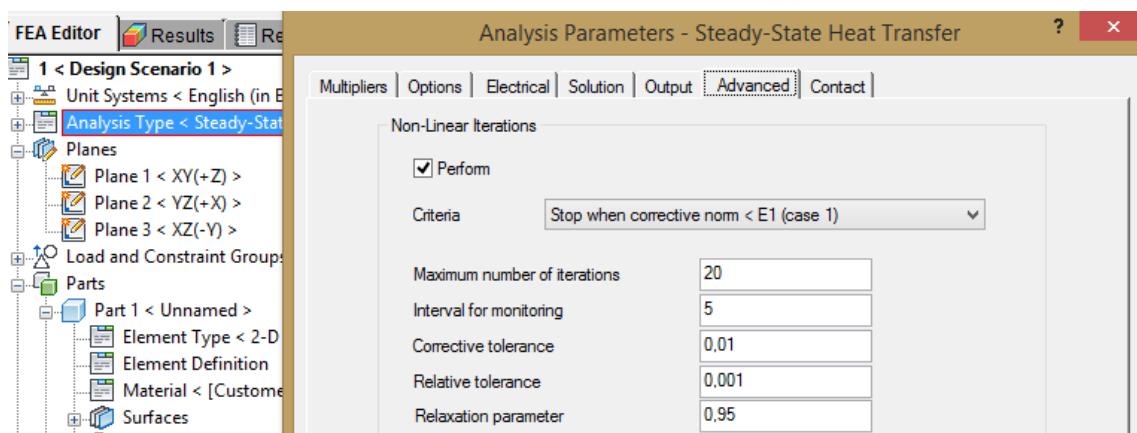 FEA Editor Results Re
1 < Design Scenario 1 >
Unit Systems < English (in E
Analysis Type < Steady-Stat
Planes
Plane 1 < XY(+Z) >
Plane 2 < YZ(+X) >
Plane 3 < XZ(-Y) >
Load and Constraint Groups
Parts
Part 1 < Unnamed >
Element Type < 2-D
Element Definition
Material < [Custome
Surfaces
Analysis Parameters - Steady-State Heat Transfer ? ×
Multipliers Options Electrical Solution Output Advanced Contact
Non-Linear Iterations
Perform
Criteria Stop when corrective norm < E1 (case 1)
Maximum number of iterations 20
Interval for monitoring 5
Corrective tolerance 0,01
Relative tolerance 0,001
Relaxation parameter 0,95